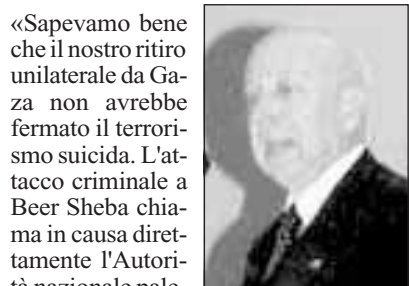 «Sapevamo bene
che il nostro ritiro
unilaterale da Ga-
za non avrebbe
fermato il terrori-
smo suicida. L'at-
tacco criminale a
Beer Sheba chia-
ma in causa diret-
tamente l'Autori-
tà nazionale pale-